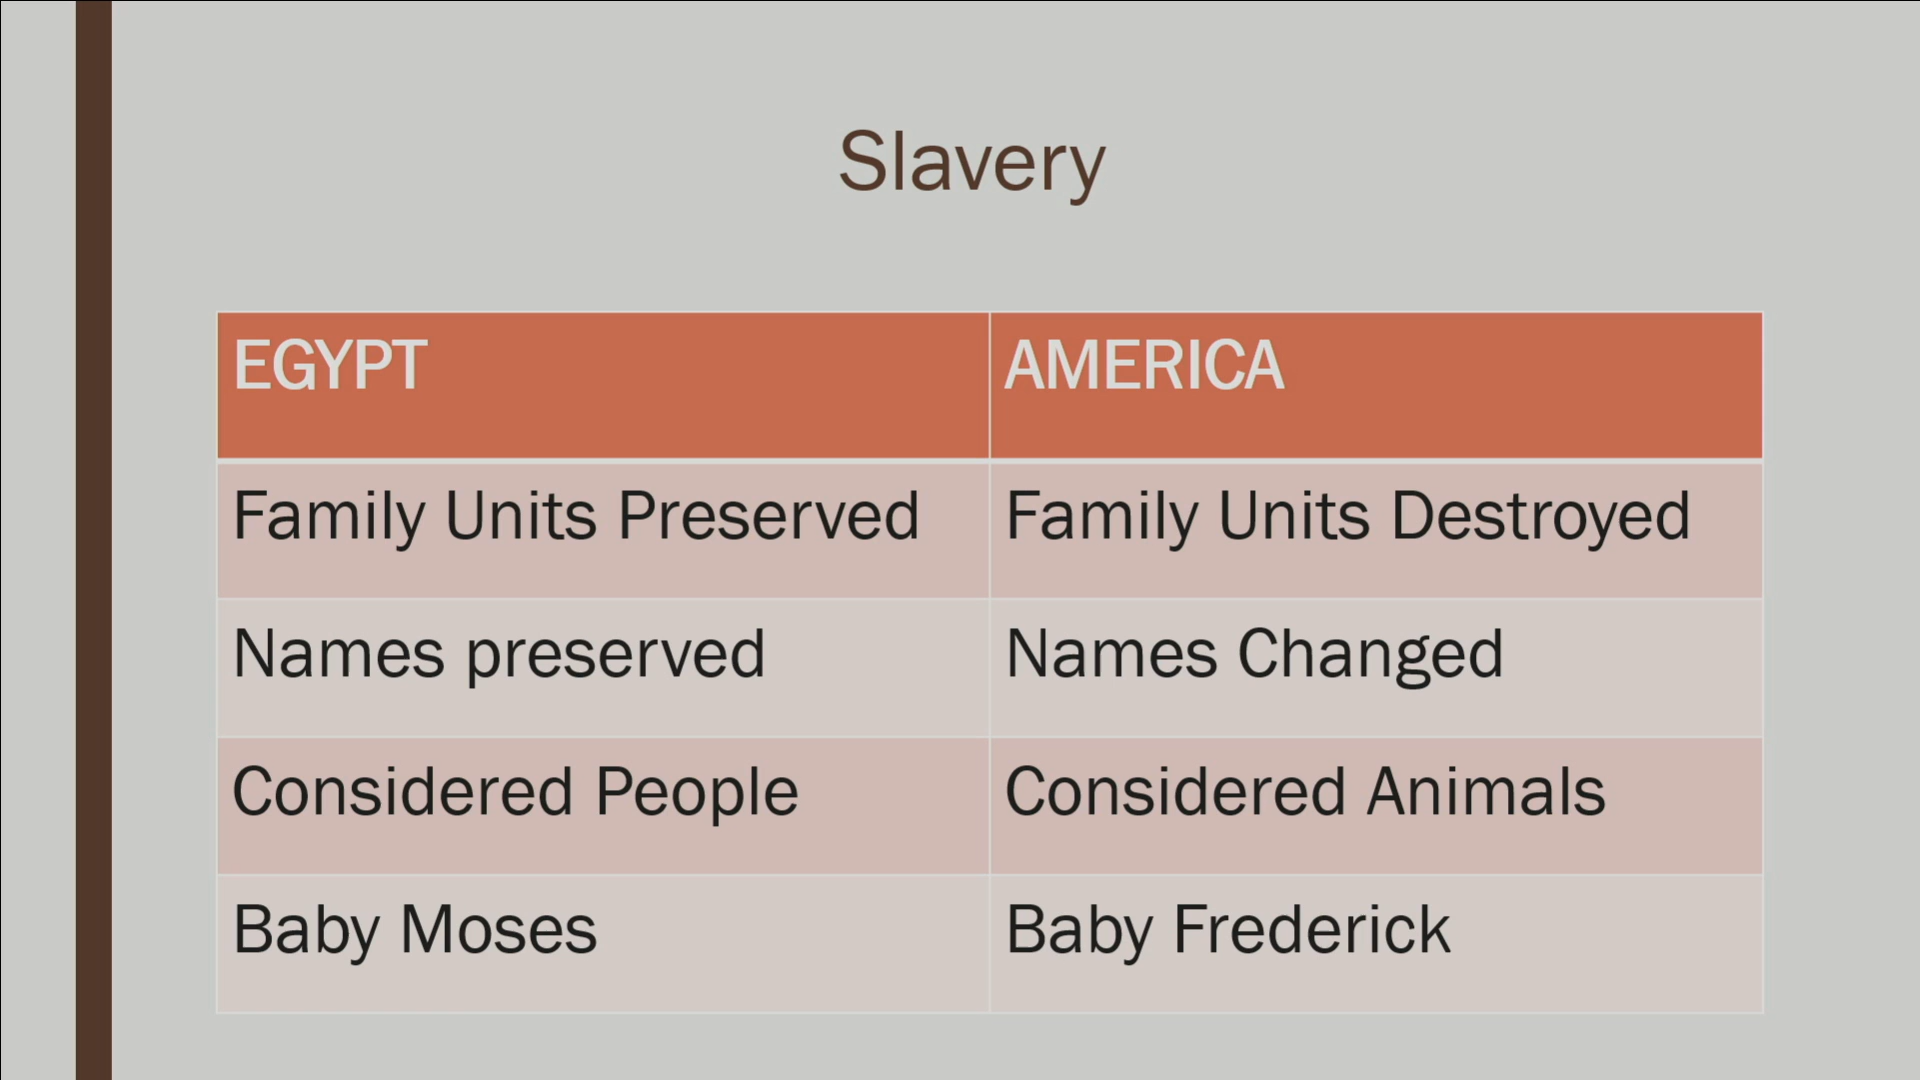 Slavery
EGYPT AMERICA
Family Units Preserved Family Units Destroyed
Names preserved Names Changed
Considered People Considered Animals
Baby Moses Baby Frederick